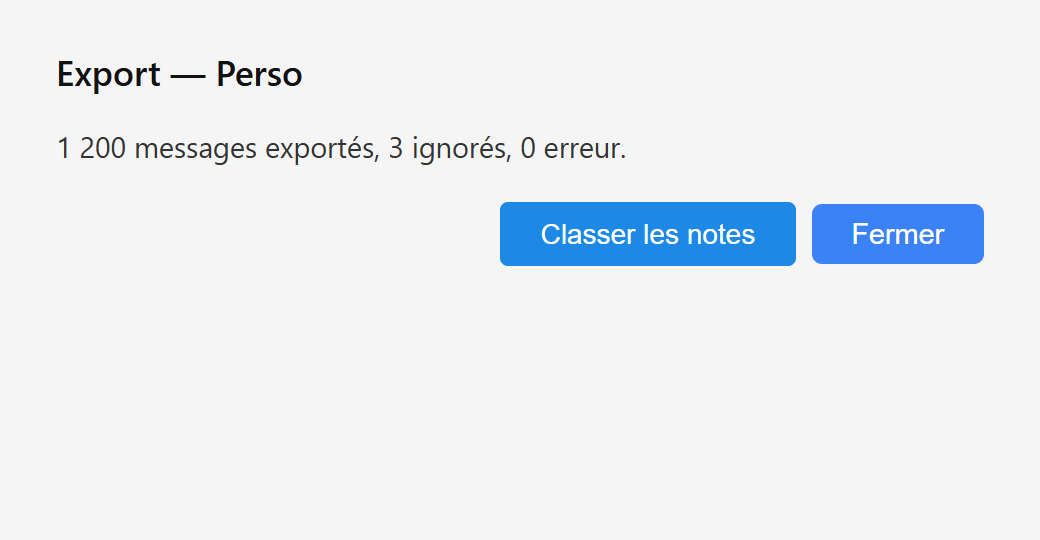 Export — Perso
1 200 messages exportés, 3 ignorés, 0 erreur.
Classer les notes
Fermer